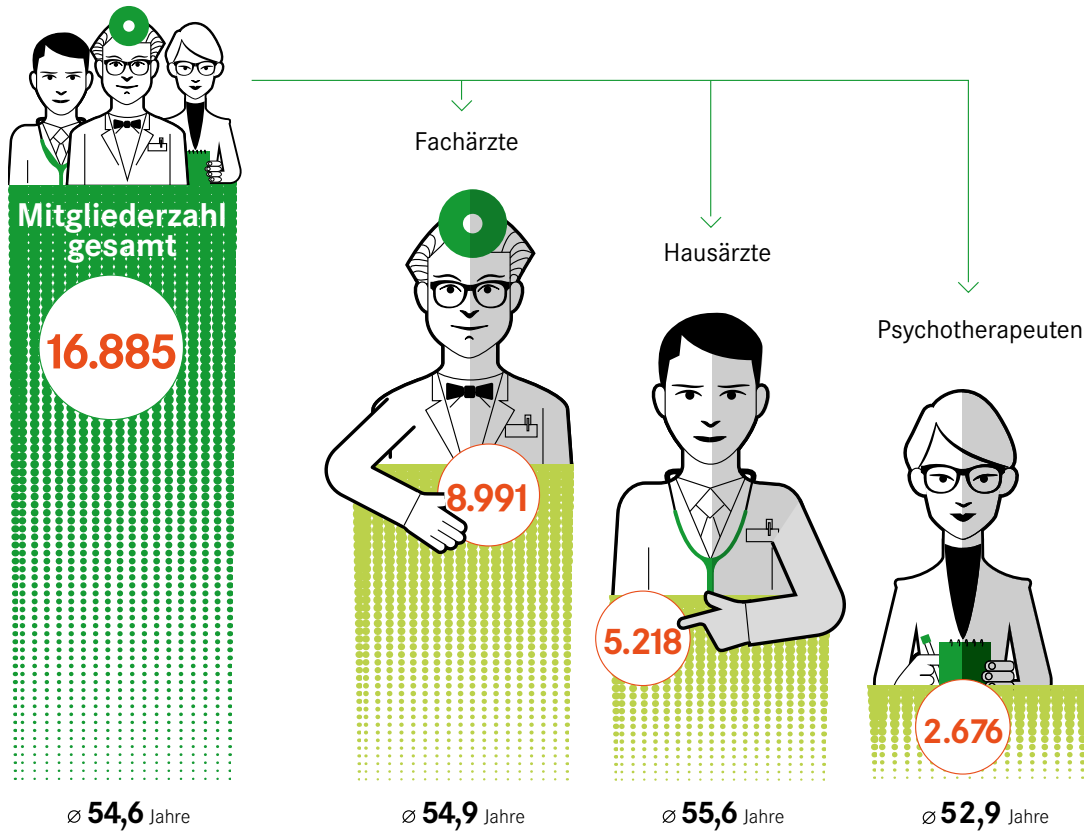 Mitgliederzahl
gesamt
16.885
ø 54,6 Jahre
Fachärzte
8.991
ø 54,9 Jahre
Hausärzte
5.218
ø 55,6 Jahre
Psychotherapeuten
2.676
ø 52,9 Jahre